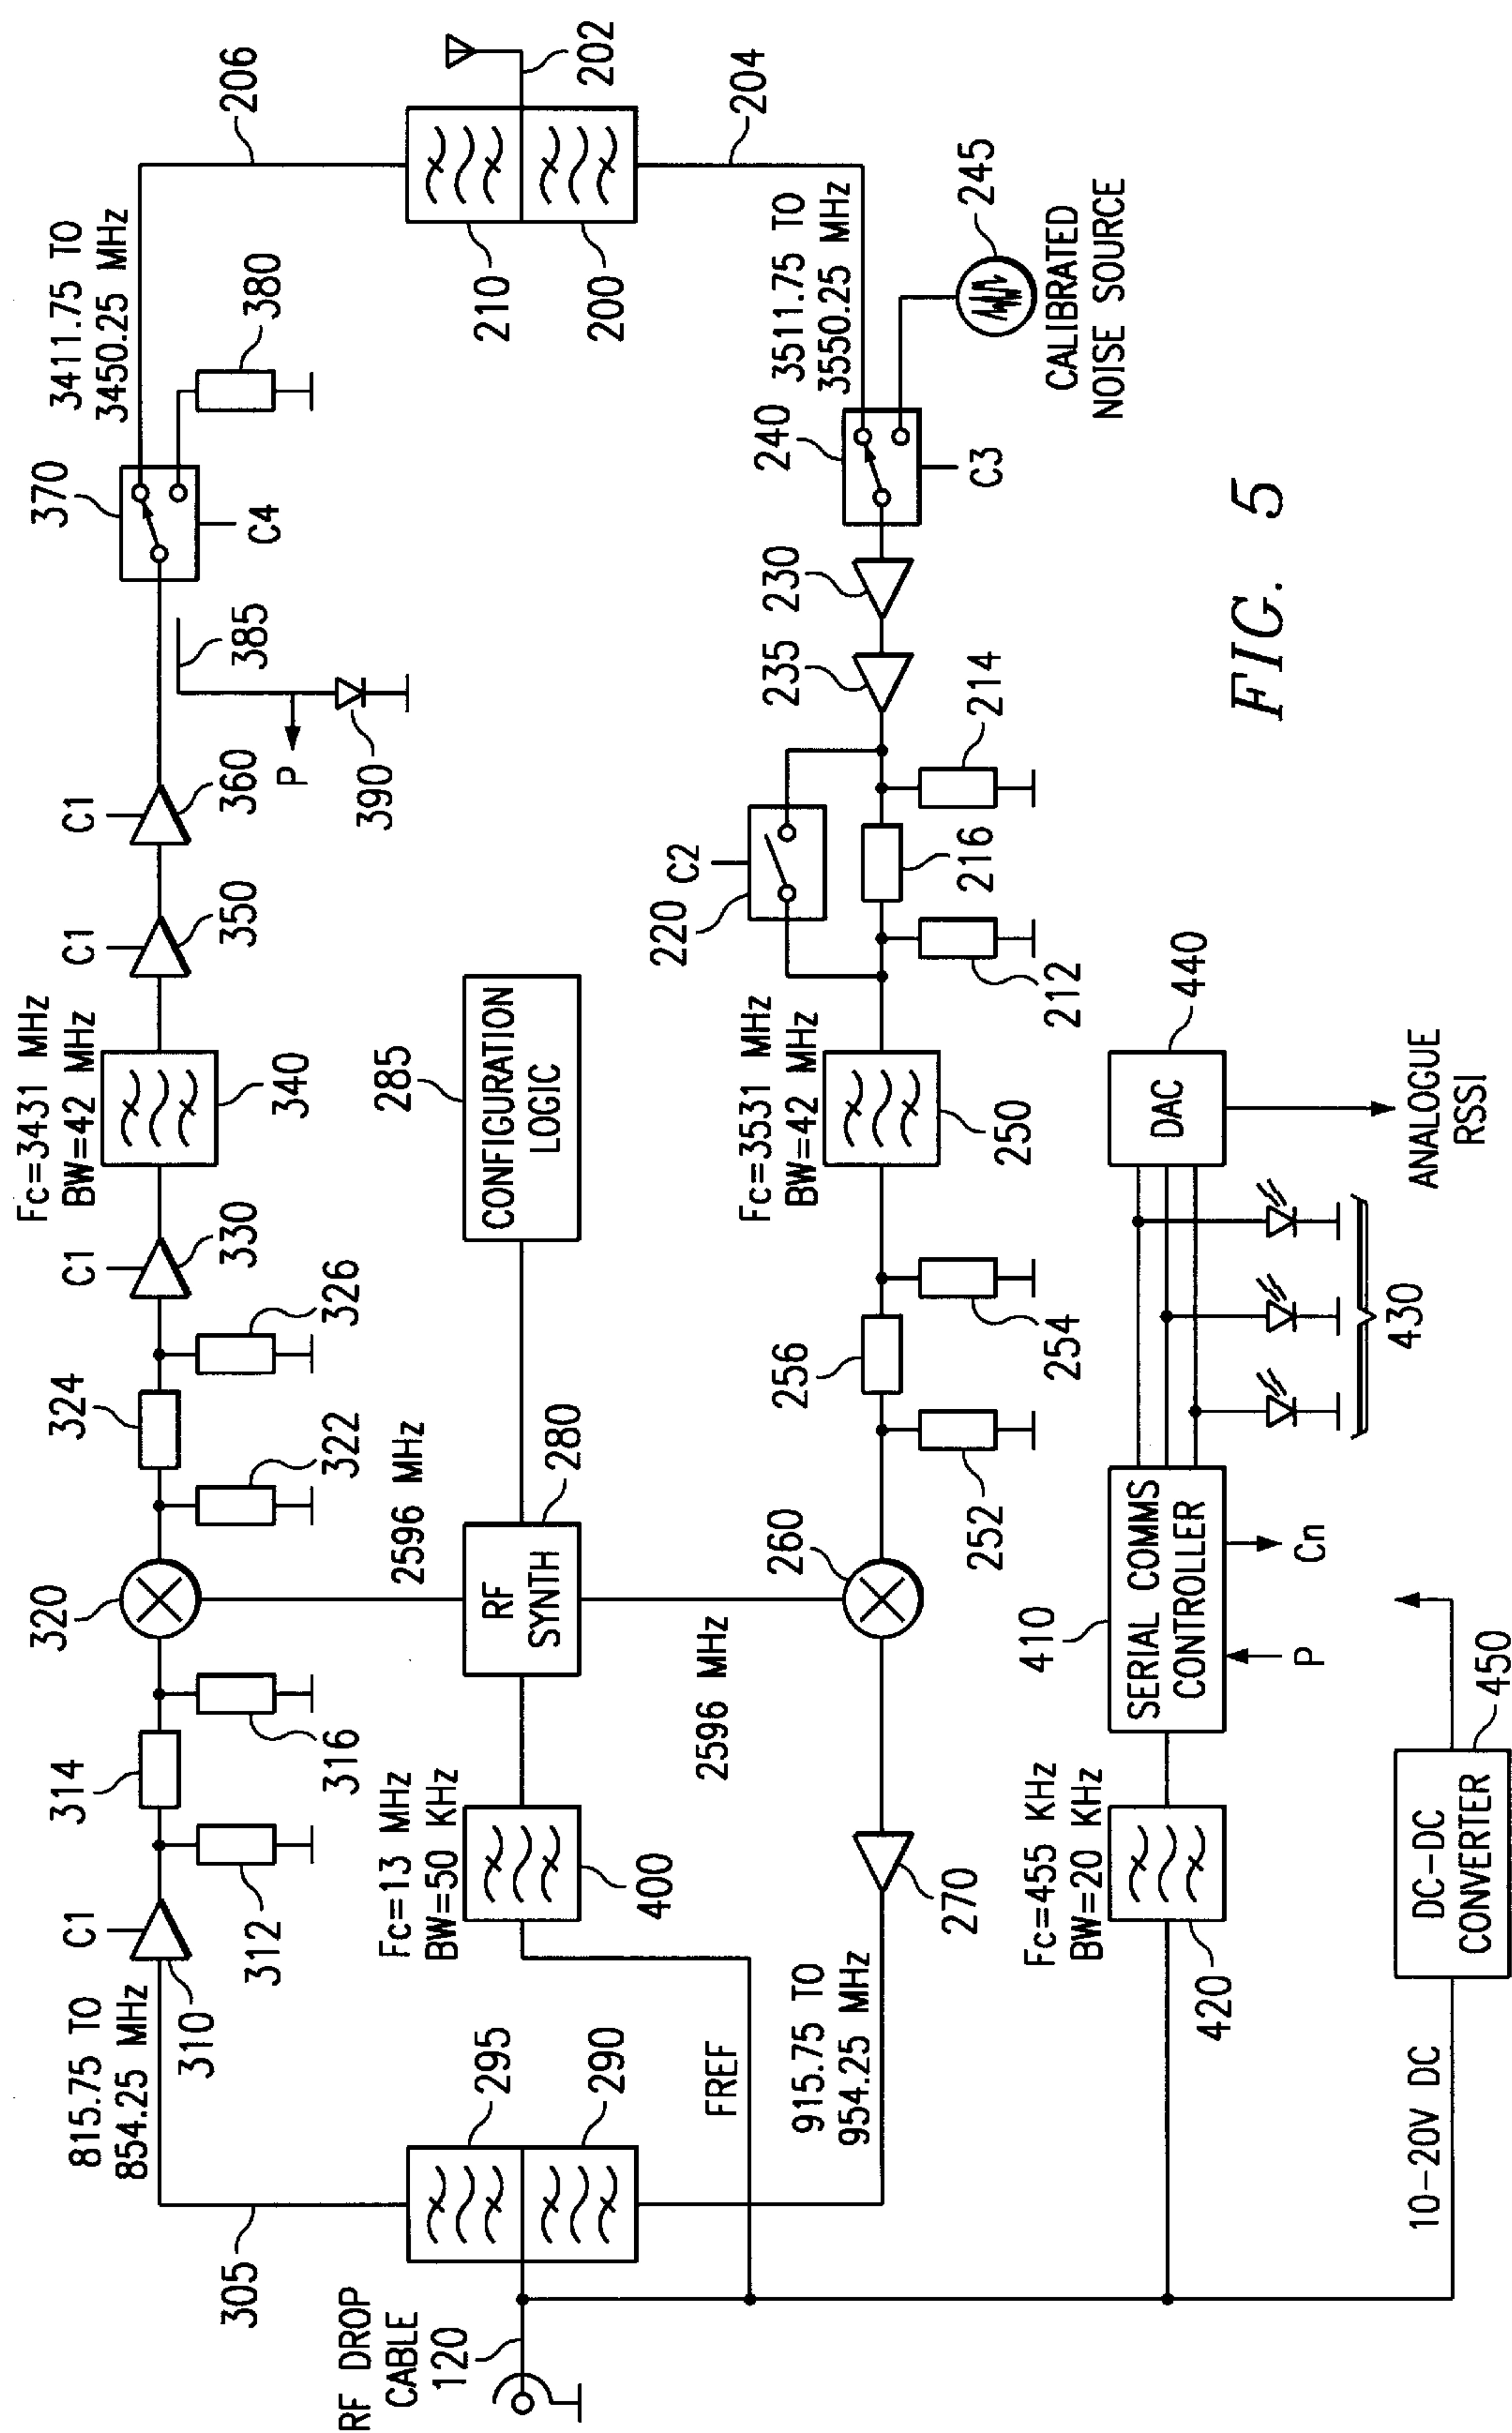 815.75 TO
854.25 MHz
C1
310
312
314
316
320
322
324
326
C1
330
Fc=3431 MHz
BW=42 MHz
340
C1
350
C1
360
P
390
385
370
C4
3411.75 TO
3450.25 MHz
380
206
305
295
290
RF DROP
CABLE
120
Fc=13 MHz
BW=50 KHz
400
2596 MHz
RF
SYNTH
280
285
CONFIGURATION
LOGIC
210
200
202
204
FREF
2596 MHz
915.75 TO
954.25 MHz
270
260
252
256
254
Fc=3531 MHz
BW=42 MHz
250
220
C2
212
216
214
235
230
240
C3
3511.75 TO
3550.25 MHz
245
CALIBRATED
NOISE SOURCE
Fc=455 KHz
BW=20 KHz
420
410
SERIAL COMMS
CONTROLLER
P
Cn
430
DAC
440
ANALOGUE
RSSI
10-20V DC
DC-DC
CONVERTER
450
FIG. 5